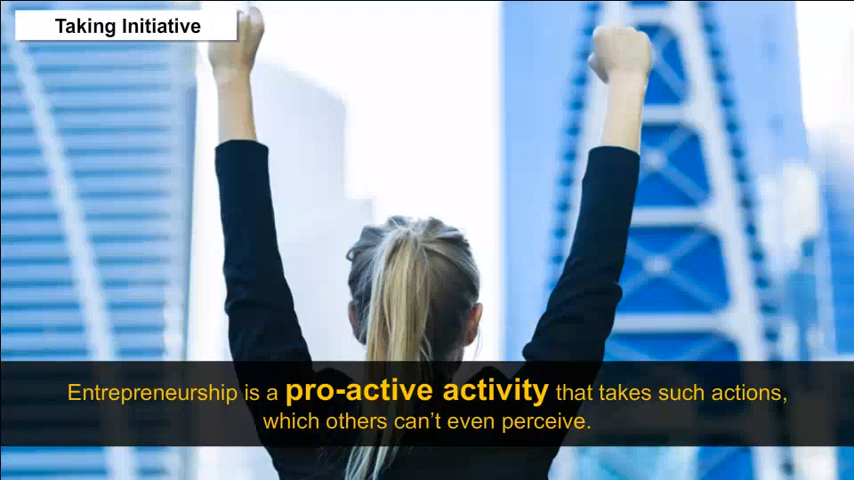 Taking Initiative
Entrepreneurship is a pro-active activity that takes such actions,
which others can’t even perceive.